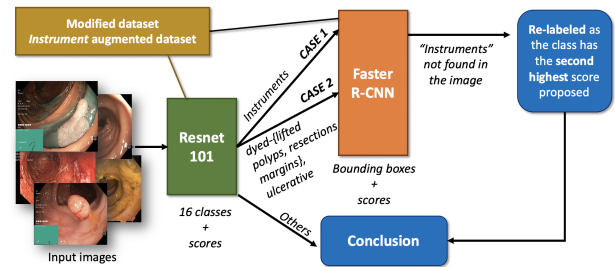 Modified dataset
Instrument augmented dataset
CASE 1
Instruments
CASE 2
dyed-{lifted
polyps, resections
margins},
ulcerative
Resnet
101
16 classes
+
scores
Others
Faster
R-CNN
Bounding boxes
+
scores
“Instruments”
not found in
the image
Re-labeled as
the class has
the second
highest score
proposed
Conclusion
Input images